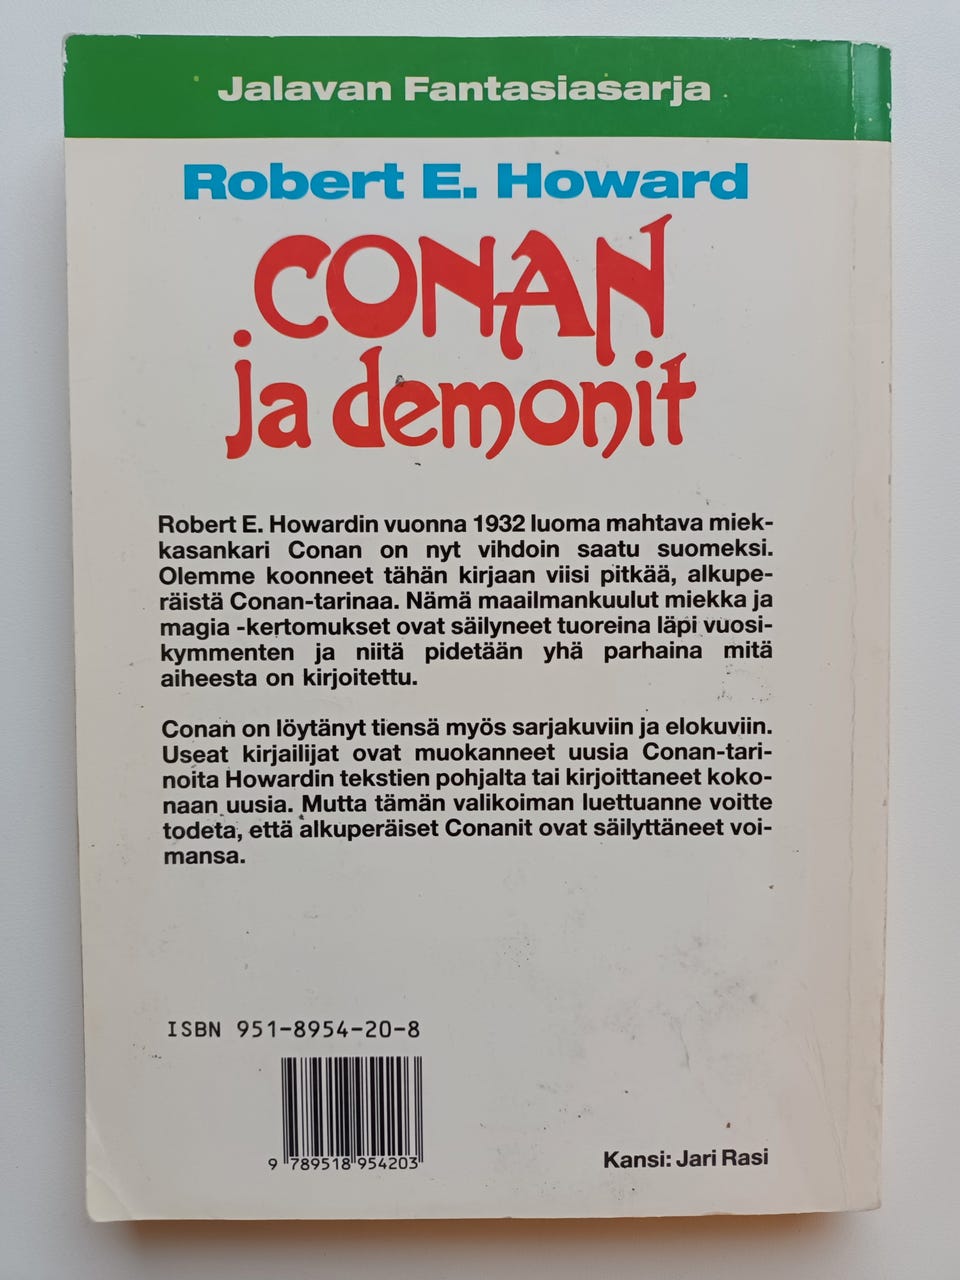 Jalavan Fantasiasarja
Robert E. Howard
CONAN
ja demonit
Robert E. Howardin vuonna 1932 luoma mahtava miek-
kasankari Conan on nyt vihdoin saatu suomeksi.
Olemme koonneet tähän kirjaan viisi pitkää, alkupe-
räistä Conan-tarinaa. Nämä maailmankuulut miekka ja
magia -kertomukset ovat säilyneet tuoreina läpi vuosi-
kymmenten ja niitä pidetään yhä parhaina mitä
aiheesta on kirjoitettu.
Conan on löytänyt tiensä myös sarjakuviin ja elokuviin.
Useat kirjailijat ovat muokanneet uusia Conan-tari-
noita Howardin tekstien pohjalta tai kirjoittaneet koko-
naan uusia. Mutta tämän valikoiman luettuanne voitte
todeta, että alkuperäiset Conanit ovat säilyttäneet voi-
mansa.
ISBN 951-8954-20-8
9 789518 954203
Kansi: Jari Rasi